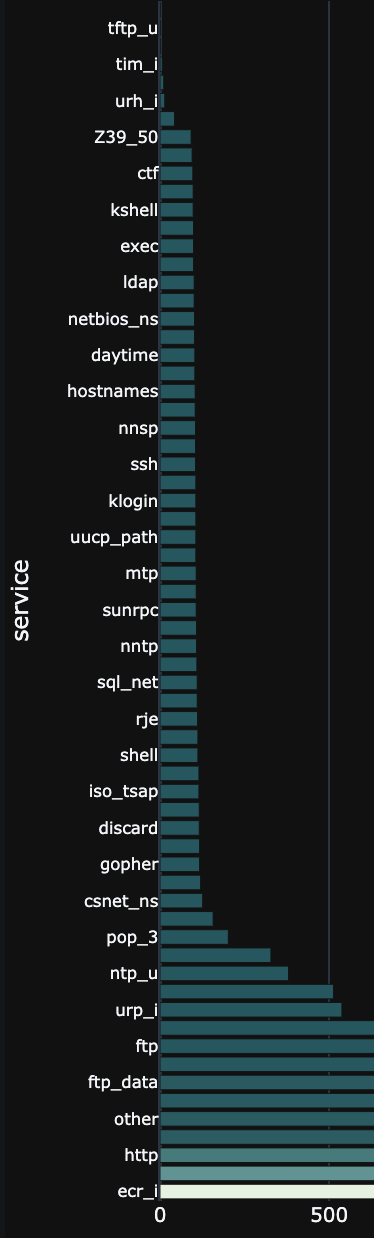 tftp_u
tim_i
urh_i
Z39_50
ctf
kshell
exec
ldap
netbios_ns
daytime
hostnames
nnsp
ssh
klogin
uucp_path
mtp
sunrpc
nntp
sql_net
rje
shell
iso_tsap
discard
gopher
csnet_ns
pop_3
ntp_u
urp_i
ftp
ftp_data
other
http
ecr_i
0 500
service